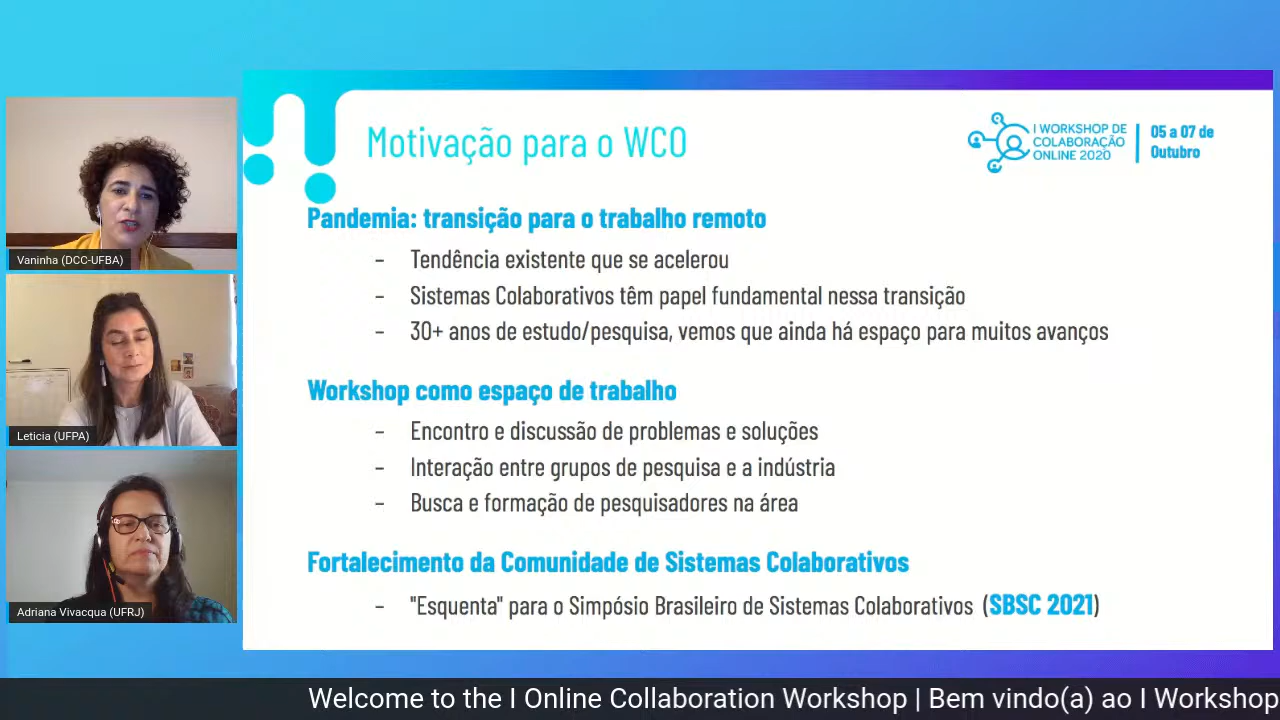 Motivação para o WCO
I WORKSHOP DE
COLABORAÇÃO
ONLINE 2020
05 a 07 de
Outubro
Pandemia: transição para o trabalho remoto
- Tendência existente que se acelerou
- Sistemas Colaborativos têm papel fundamental nessa transição
- 30+ anos de estudo/pesquisa, vemos que ainda há espaço para muitos avanços
Workshop como espaço de trabalho
- Encontro e discussão de problemas e soluções
- Interação entre grupos de pesquisa e a indústria
- Busca e formação de pesquisadores na área
Fortalecimento da Comunidade de Sistemas Colaborativos
- "Esquenta" para o Simpósio Brasileiro de Sistemas Colaborativos (SBSC 2021)
Vaninha (DCC-UFBA)
Leticia (UFPA)
Adriana Vivacqua (UFRJ)
Welcome to the I Online Collaboration Workshop | Bem vindo(a) ao I Workshop